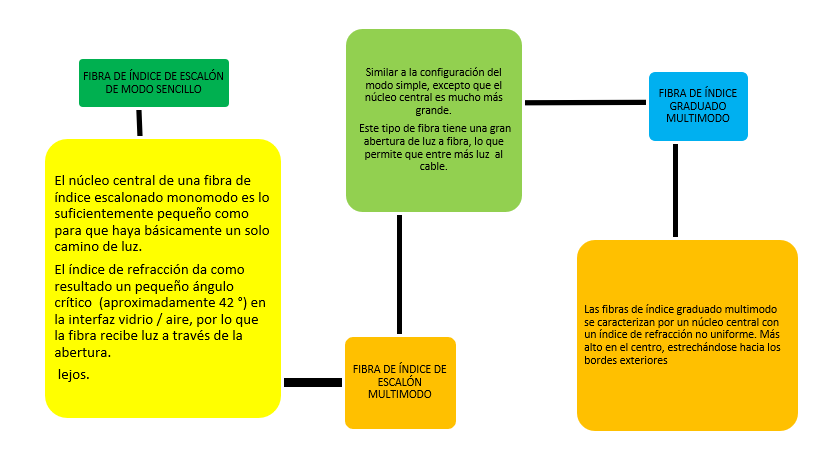 FIBRA DE ÍNDICE DE ESCALÓN
DE MODO SENCILLO
El núcleo central de una fibra de
índice escalonado monomodo es lo
suficientemente pequeño como
para que haya básicamente un solo
camino de luz.
El índice de refracción da como
resultado un pequeño ángulo
crítico (aproximadamente 42 °) en
la interfaz vidrio / aire, por lo que
la fibra recibe luz a través de la
abertura.
lejos.
FIBRA DE ÍNDICE DE
ESCALÓN
MULTIMODO
Similar a la configuración del
modo simple, excepto que el
núcleo central es mucho más
grande.
Este tipo de fibra tiene una gran
abertura de luz a fibra, lo que
permite que entre más luz al
cable.
FIBRA DE ÍNDICE
GRADUADO
MULTIMODO
Las fibras de índice graduado multimodo
se caracterizan por un núcleo central con
un índice de refracción no uniforme. Más
alto en el centro, estrechándose hacia los
bordes exteriores